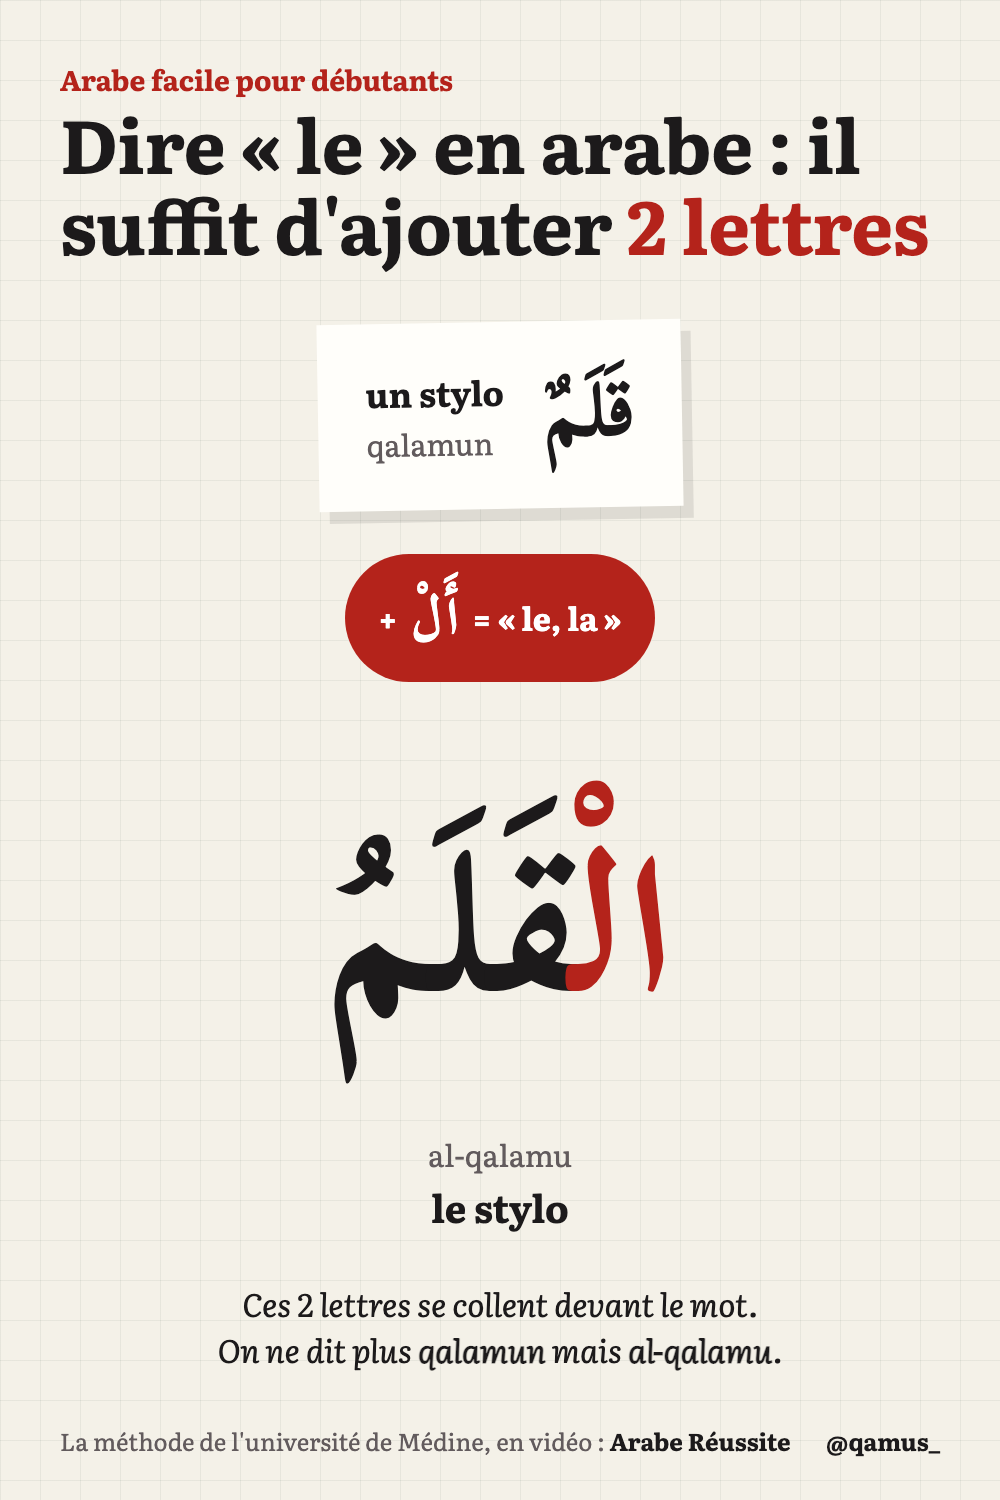 Arabe facile pour débutants
Dire « le » en arabe : il
suffit d'ajouter 2 lettres
un stylo قَلَمٌ
qalamun
+ أَلْ = « le, la »
الْقَلَمُ
al-qalamu
le stylo
Ces 2 lettres se collent devant le mot.
On ne dit plus qalamun mais al-qalamu.
La méthode de l'université de Médine, en vidéo : Arabe Réussite @qamus_